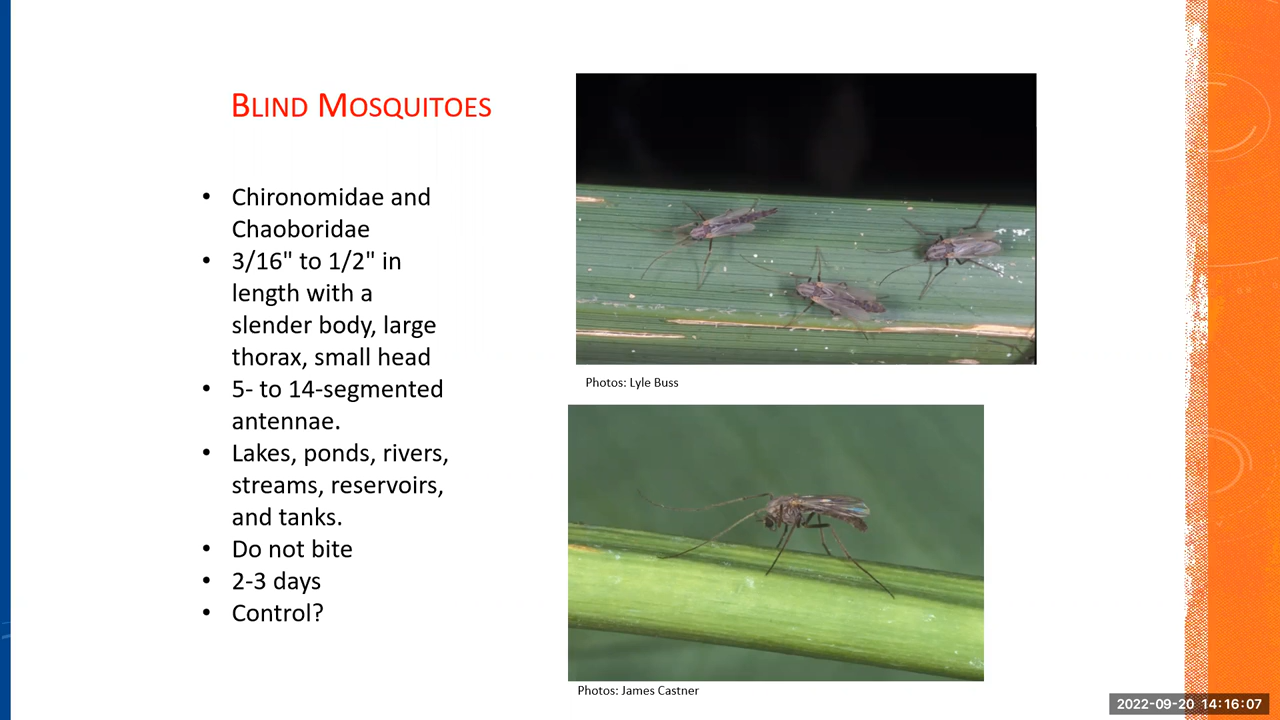 BLIND MOSQUITOES
• Chironomidae and
Chaoboridae
• 3/16" to 1/2" in
length with a
slender body, large
thorax, small head
• 5- to 14-segmented
antennae.
• Lakes, ponds, rivers,
streams, reservoirs,
and tanks.
• Do not bite
• 2-3 days
• Control?
Photos: Lyle Buss
Photos: James Castner
2022-09-20 14:16:07